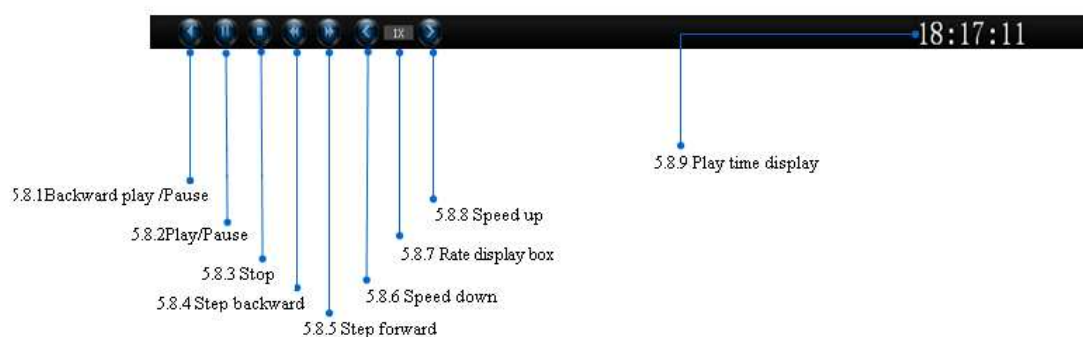 1X
18:17:11
5.8.9 Play time display
5.8.1Backward play /Pause
5.8.8 Speed up
5.8.2Play/Pause
5.8.7 Rate display box
5.8.3 Stop
5.8.6 Speed down
5.8.4 Step backward
5.8.5 Step forward